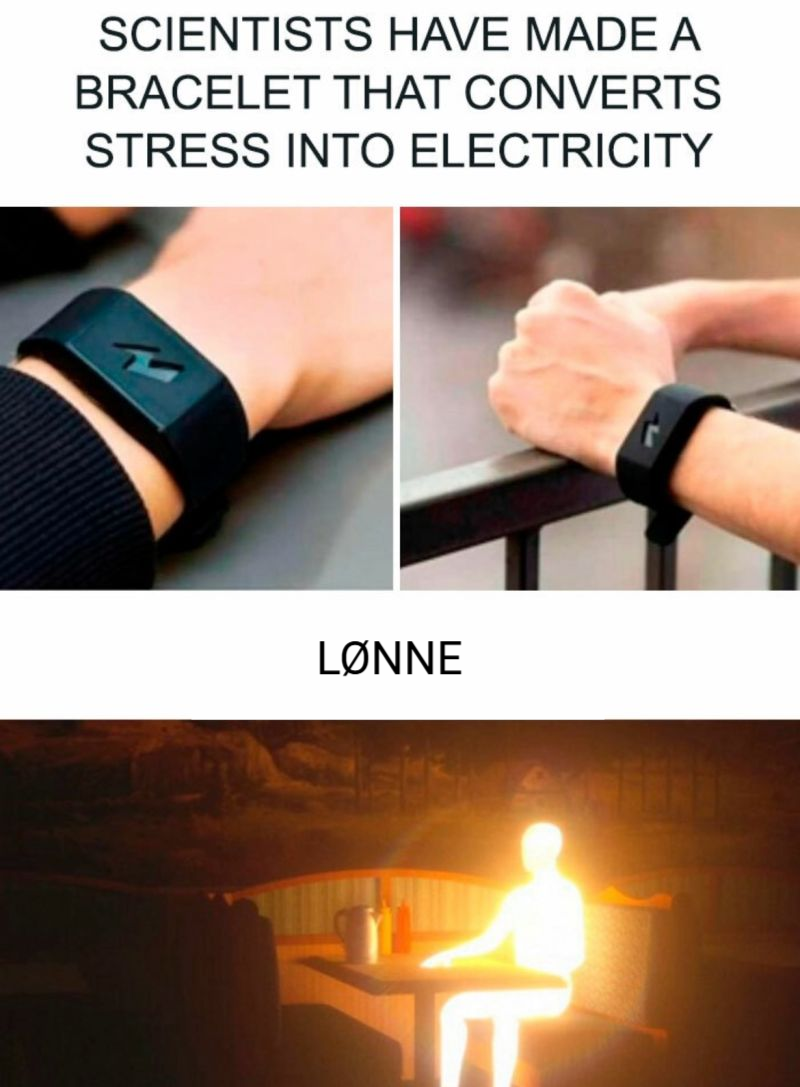 SCIENTISTS HAVE MADE A
BRACELET THAT CONVERTS
STRESS INTO ELECTRICITY
LØNNE